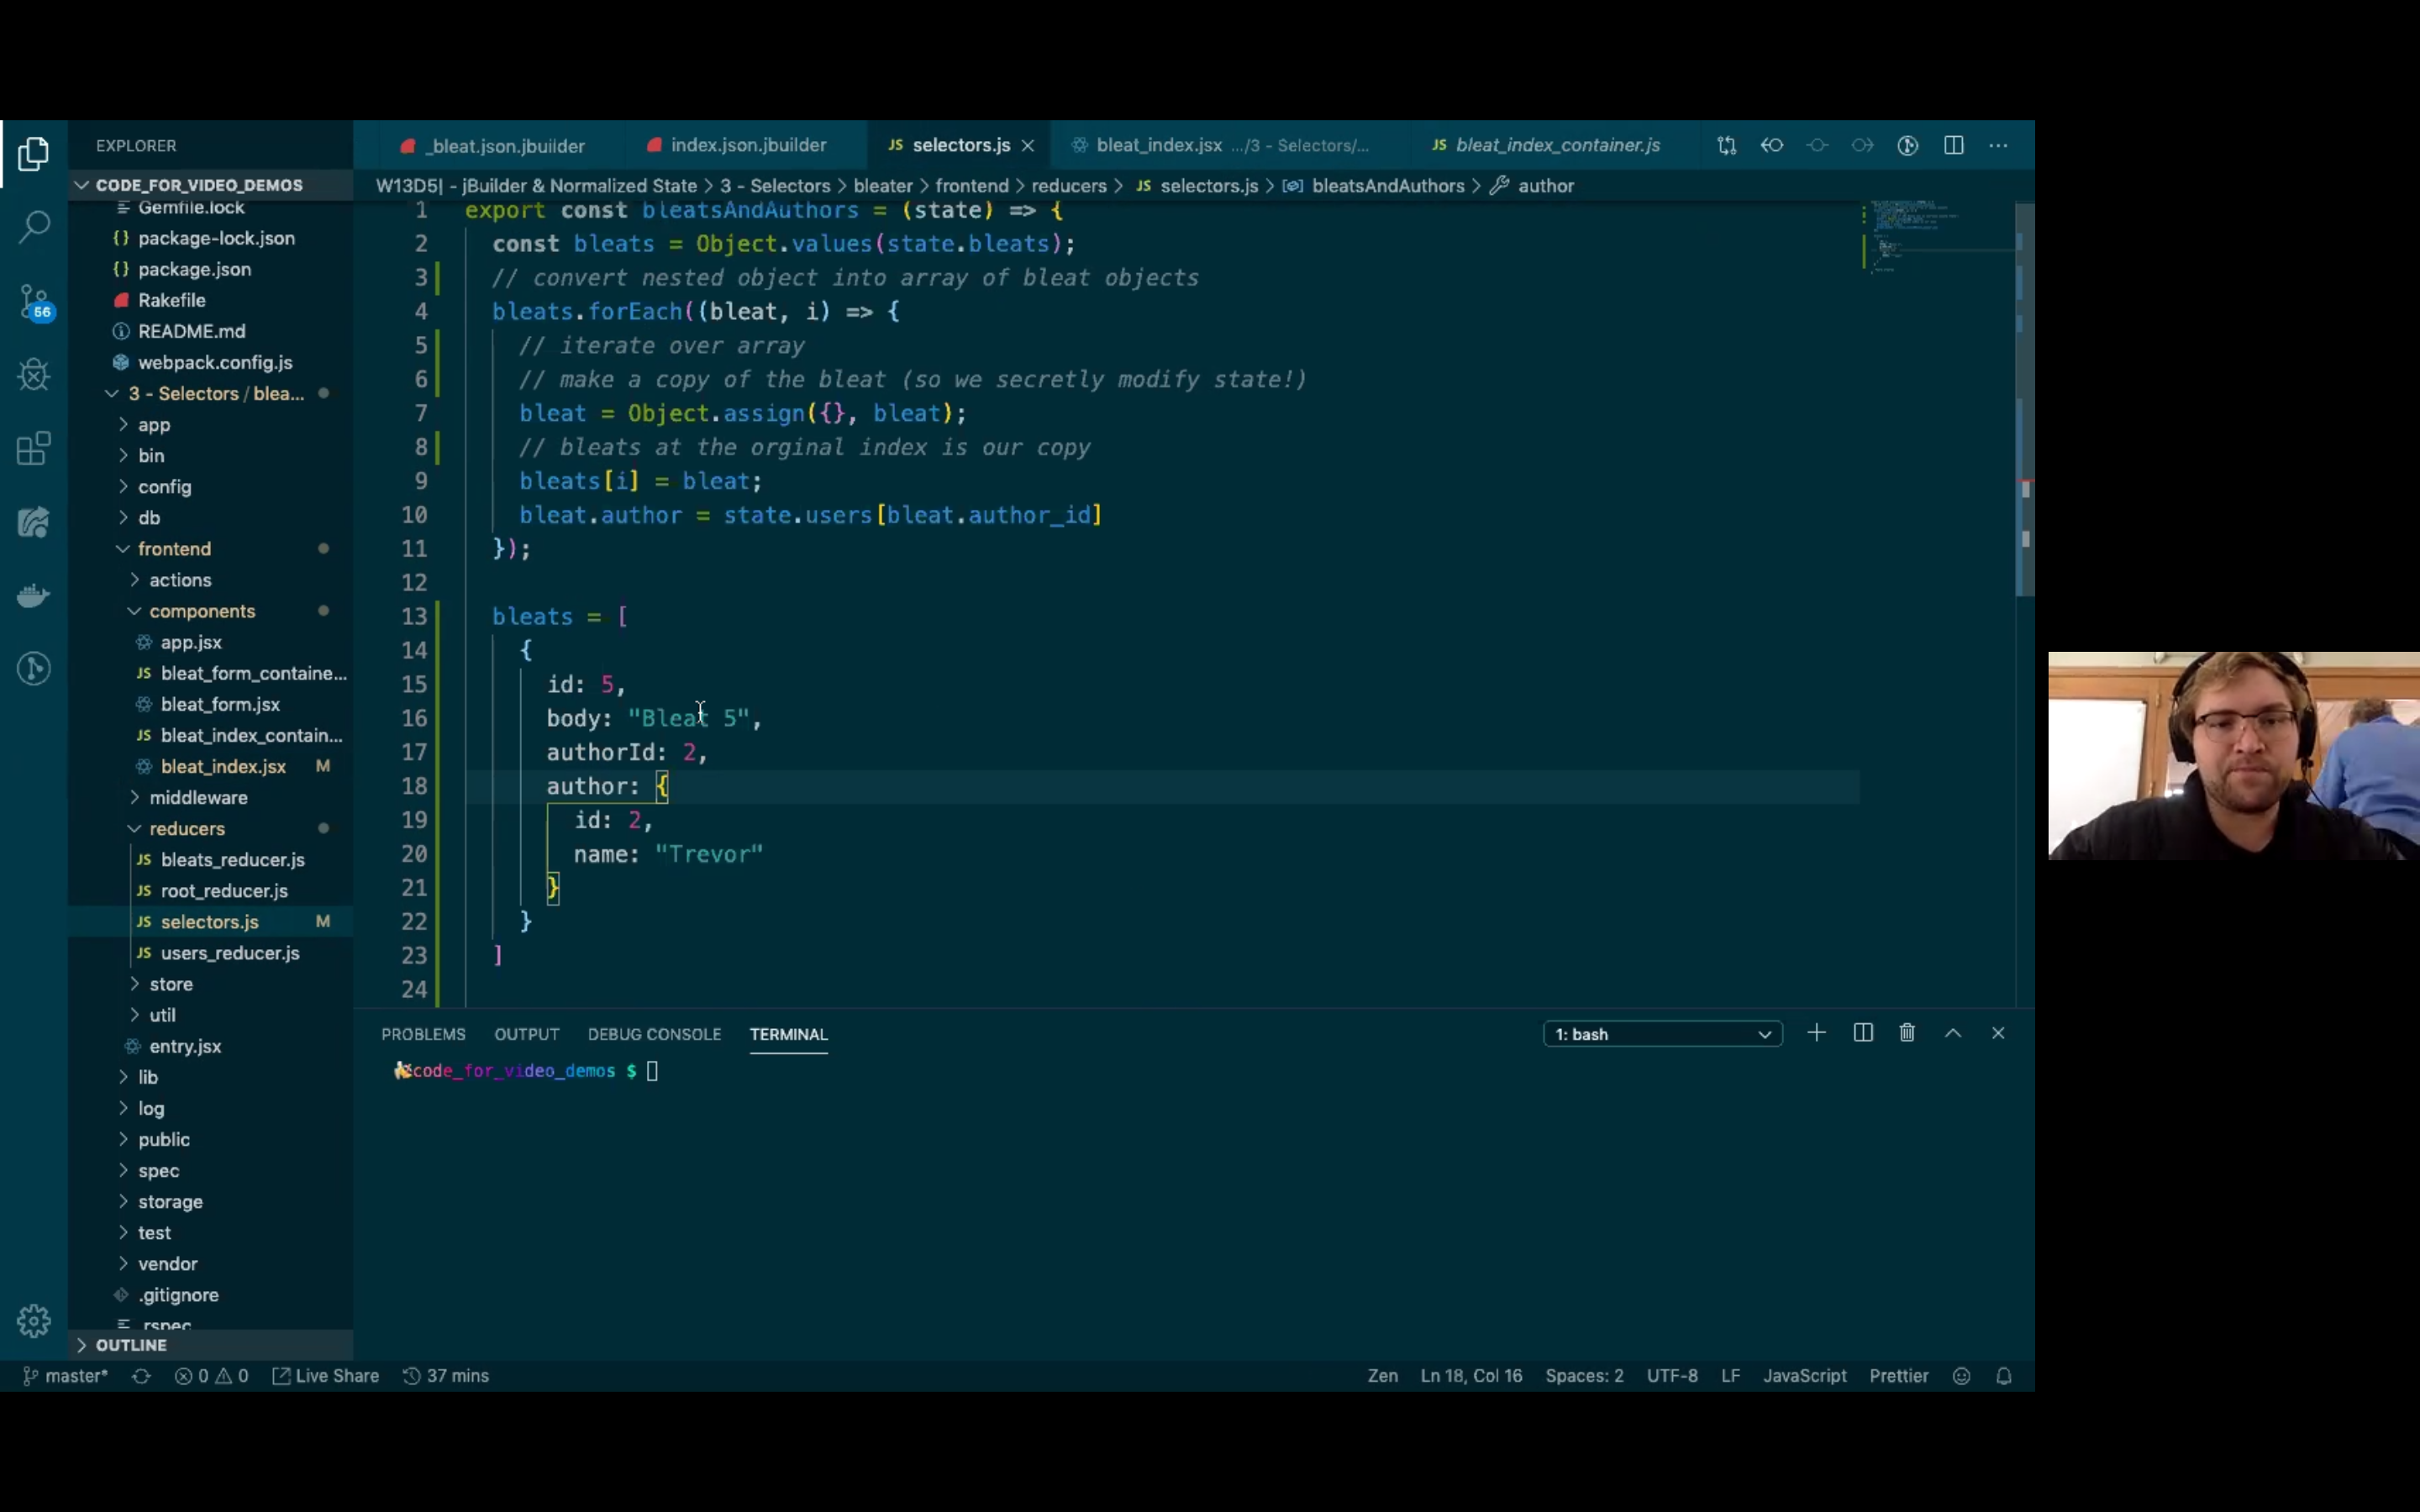 EXPLORER
CODE_FOR_VIDEO_DEMOS
Gemfile.lock
package-lock.json
package.json
Rakefile
README.md
webpack.config.js
3 - Selectors / blea...
app
bin
config
db
frontend
actions
components
app.jsx
bleat_form_containe...
bleat_form.jsx
bleat_index_contain...
bleat_index.jsx M
middleware
reducers
bleats_reducer.js
root_reducer.js
selectors.js M
users_reducer.js
store
util
entry.jsx
lib
log
public
spec
storage
test
vendor
.gitignore
.rspec
OUTLINE
56
_bleat.json.jbuilder index.json.jbuilder JS selectors.js bleat_index.jsx .../3 - Selectors/... JS bleat_index_container.js
W13D5| - jBuilder & Normalized State > 3 - Selectors > bleater > frontend > reducers > JS selectors.js > bleatsAndAuthors > author
1 export const bleatsAndAuthors = (state) => {
2 const bleats = Object.values(state.bleats);
3 // convert nested object into array of bleat objects
4 bleats.forEach((bleat, i) => {
5 // iterate over array
6 // make a copy of the bleat (so we secretly modify state!)
7 bleat = Object.assign({}, bleat);
8 // bleats at the orginal index is our copy
9 bleats[i] = bleat;
10 bleat.author = state.users[bleat.author_id]
11 });
12
13 bleats = [
14 {
15 id: 5,
16 body: "Bleat 5",
17 authorId: 2,
18 author: {
19 id: 2,
20 name: "Trevor"
21 }
22 }
23 ]
24
PROBLEMS OUTPUT DEBUG CONSOLE TERMINAL 1: bash
code_for_video_demos $
master* 0 0 Live Share 37 mins Zen Ln 18, Col 16 Spaces: 2 UTF-8 LF JavaScript Prettier